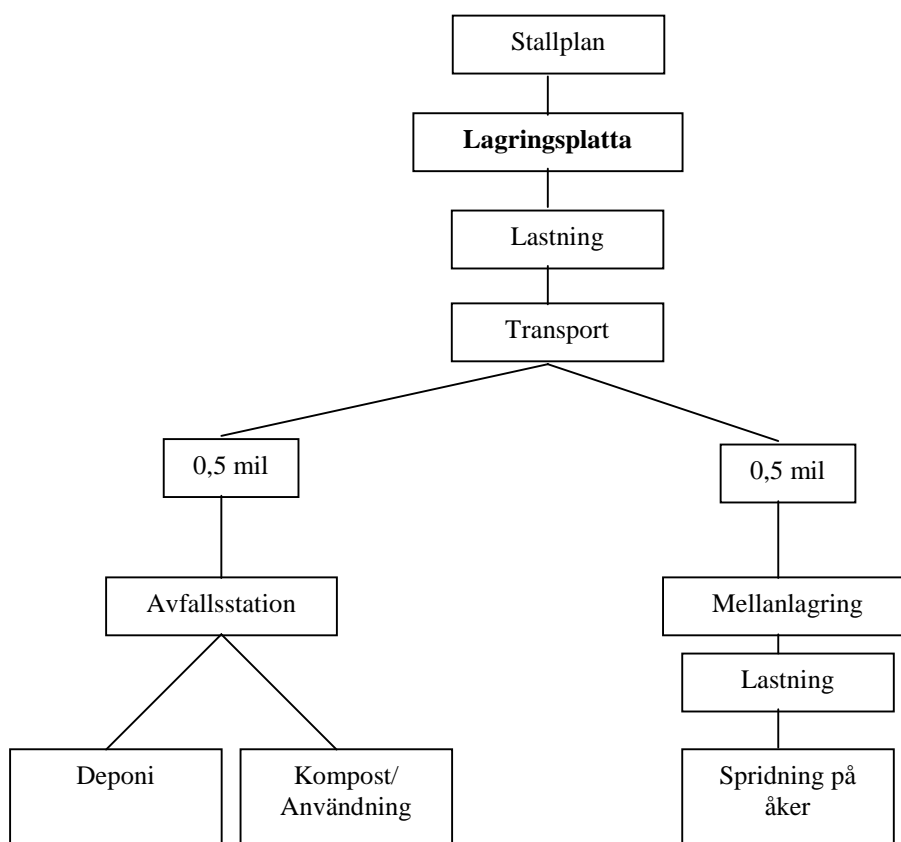 Stallplan
Lagringsplatta
Lastning
Transport
0,5 mil
0,5 mil
Avfallsstation
Mellanlagring
Lastning
Deponi
Kompost/
Användning
Spridning på
åker